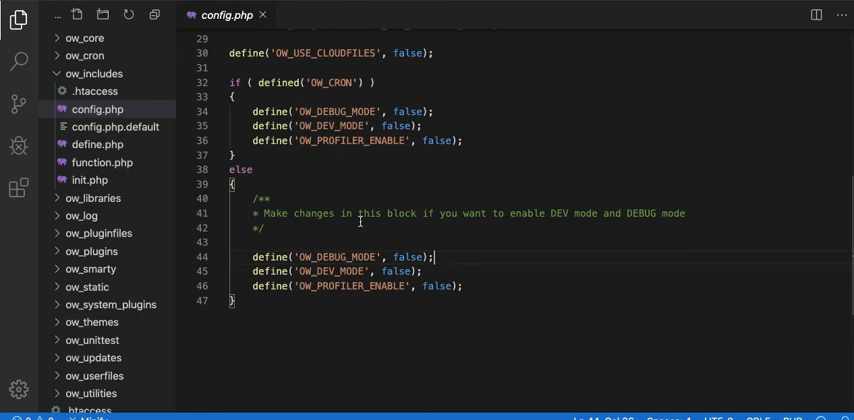 ...
config.php
ow_core
ow_cron
ow_includes
.htaccess
config.php
config.php.default
define.php
function.php
init.php
ow_libraries
ow_log
ow_pluginfiles
ow_plugins
ow_smarty
ow_static
ow_system_plugins
ow_themes
ow_unittest
ow_updates
ow_userfiles
ow_utilities
.htaccess
29
30 define('OW_USE_CLOUDFILES', false);
31
32 if ( defined('OW_CRON') )
33 {
34 define('OW_DEBUG_MODE', false);
35 define('OW_DEV_MODE', false);
36 define('OW_PROFILER_ENABLE', false);
37 }
38 else
39 {
40 /**
41 * Make changes in this block if you want to enable DEV mode and DEBUG mode
42 */
43
44 define('OW_DEBUG_MODE', false);
45 define('OW_DEV_MODE', false);
46 define('OW_PROFILER_ENABLE', false);
47 }